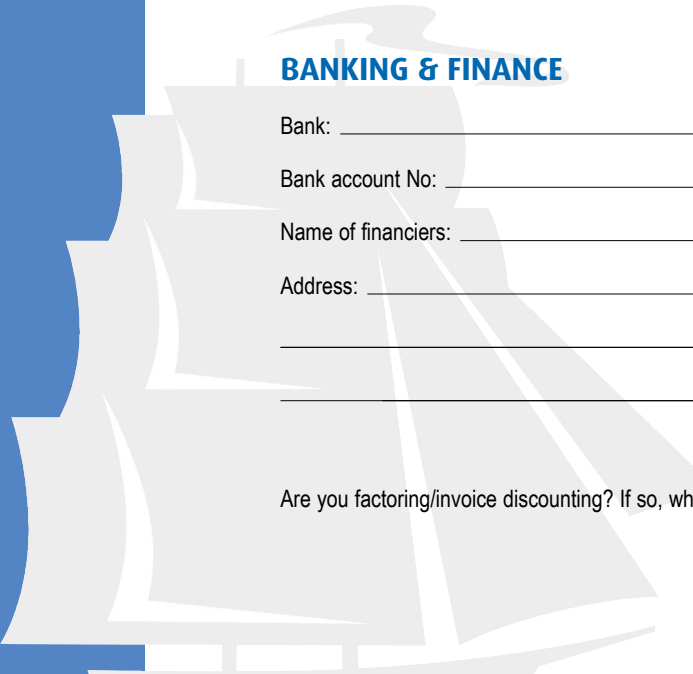 BANKING & FINANCE
Bank:
Bank account No:
Name of financiers:
Address:
Are you factoring/invoice discounting? If so, wh